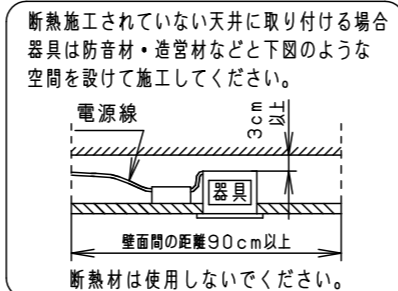 断熱施工されていない天井に取り付ける場合
器具は防音材・造営材などと下図のような
空間を設けて施工してください。
電源線
3cm
以上
器具
壁面間の距離90cm以上
断熱材は使用しないでください。